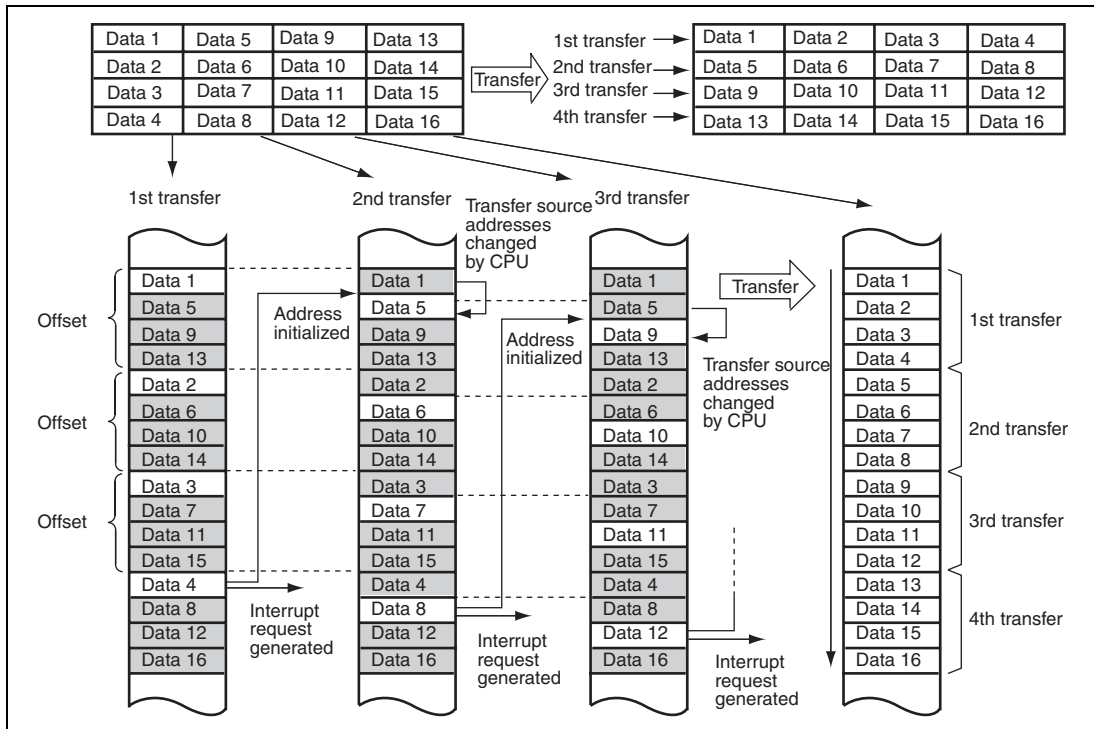 Data 1 Data 5 Data 9 Data 13
Data 2 Data 6 Data 10 Data 14
Data 3 Data 7 Data 11 Data 15
Data 4 Data 8 Data 12 Data 16
Transfer
1st transfer
2nd transfer
3rd transfer
4th transfer
Data 1 Data 2 Data 3 Data 4
Data 5 Data 6 Data 7 Data 8
Data 9 Data 10 Data 11 Data 12
Data 13 Data 14 Data 15 Data 16
1st transfer
Offset
Offset
Offset
Data 1
Data 5
Data 9
Data 13
Data 2
Data 6
Data 10
Data 14
Data 3
Data 7
Data 11
Data 15
Data 4
Data 8
Data 12
Data 16
Address
initialized
Interrupt
request
generated
2nd transfer
Transfer source
addresses
changed
by CPU
Data 1
Data 5
Data 9
Data 13
Data 2
Data 6
Data 10
Data 14
Data 3
Data 7
Data 11
Data 15
Data 4
Data 8
Data 12
Data 16
Address
initialized
Interrupt
request
generated
3rd transfer
Data 1
Data 5
Data 9
Data 13
Data 2
Data 6
Data 10
Data 14
Data 3
Data 7
Data 11
Data 15
Data 4
Data 8
Data 12
Data 16
Transfer
Transfer source
addresses
changed
by CPU
Interrupt
request
generated
Data 1
Data 2
Data 3
Data 4
Data 5
Data 6
Data 7
Data 8
Data 9
Data 10
Data 11
Data 12
Data 13
Data 14
Data 15
Data 16
1st transfer
2nd transfer
3rd transfer
4th transfer